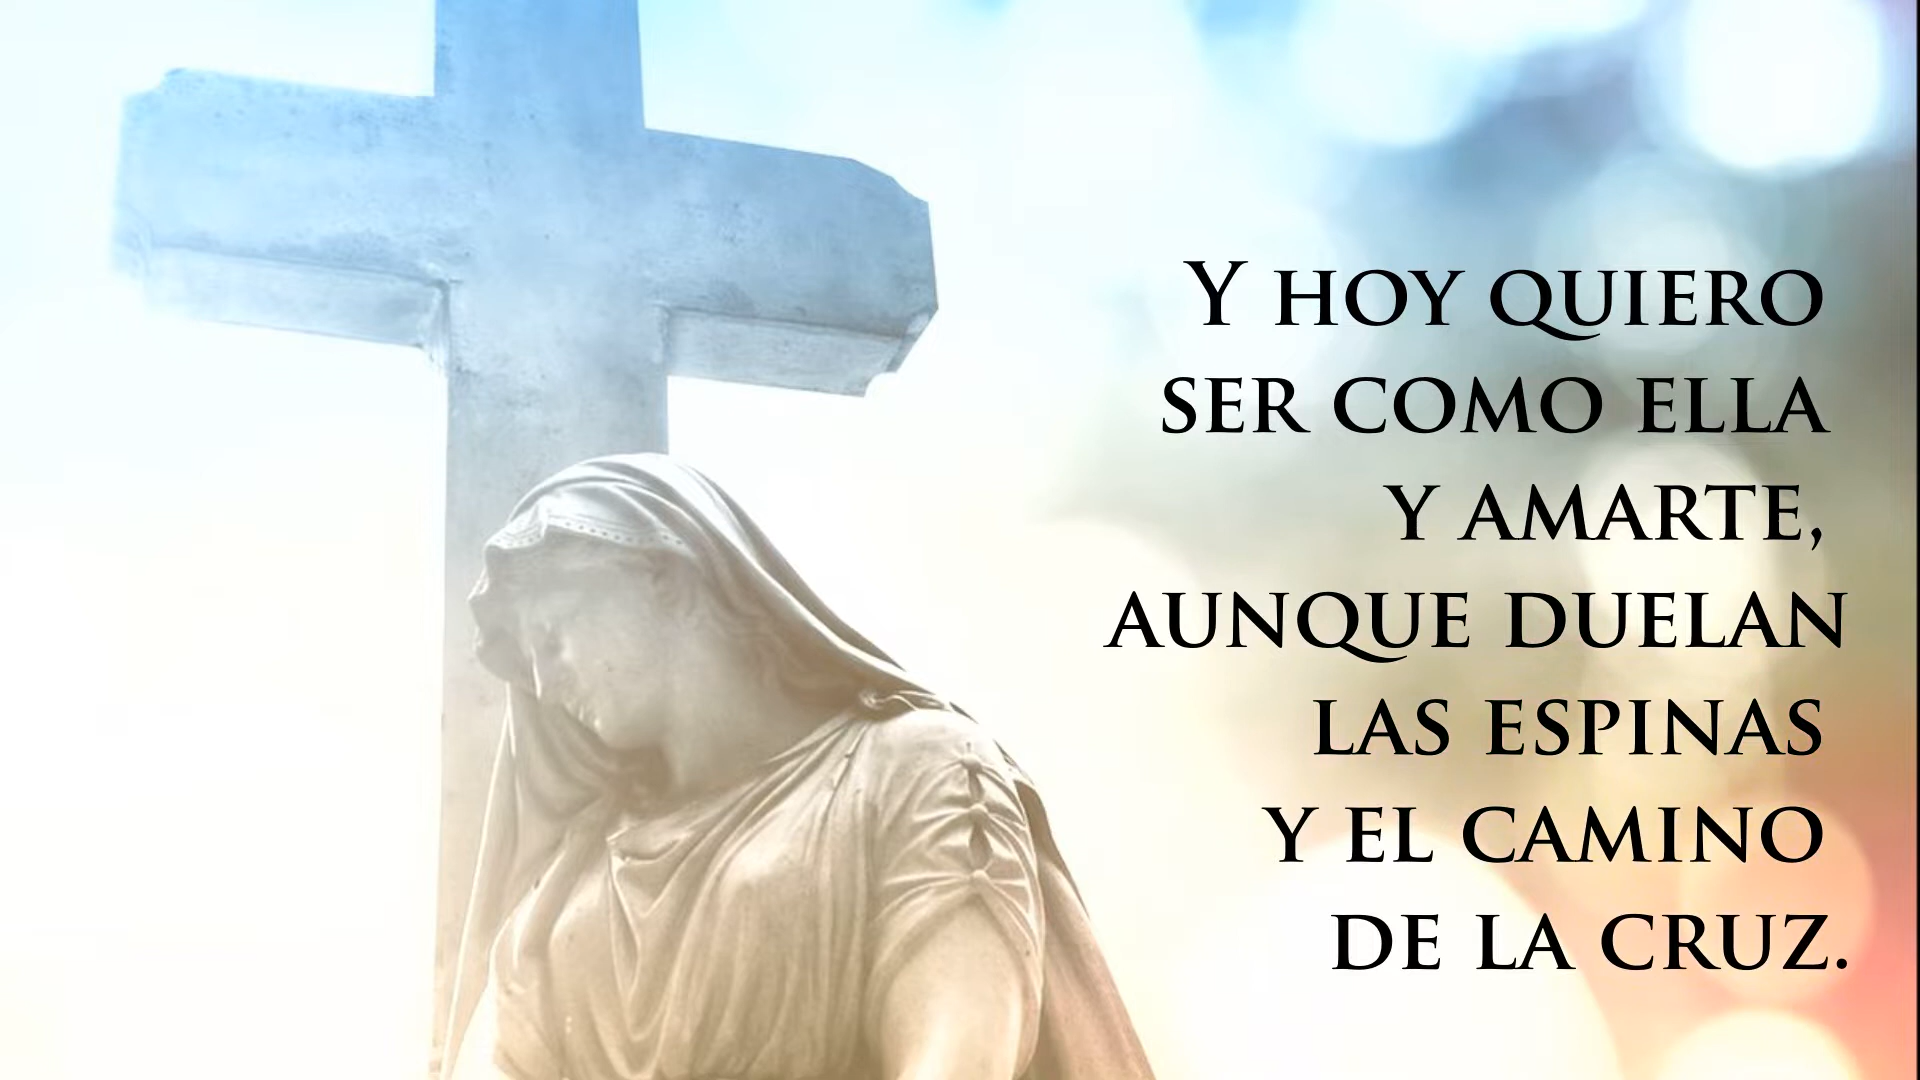 Y HOY QUIERO
SER COMO ELLA
Y AMARTE,
AUNQUE DUELAN
LAS ESPINAS
Y EL CAMINO
DE LA CRUZ.